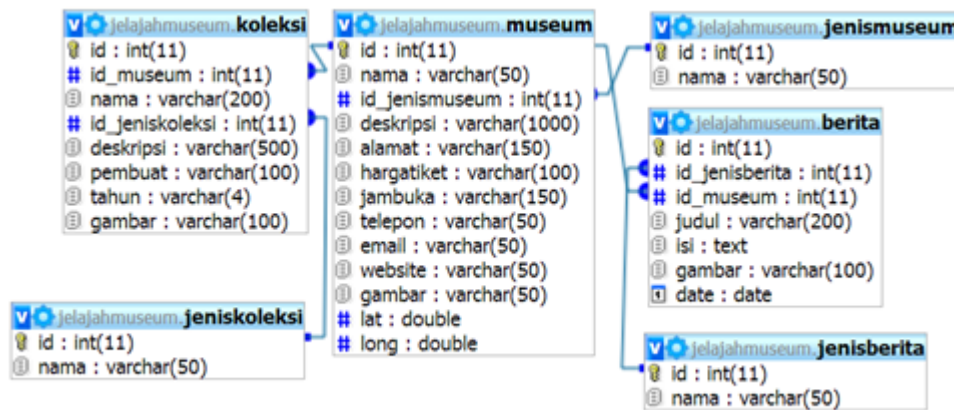 jelajahmuseum.koleksi
id : int(11)
id_museum : int(11)
nama : varchar(200)
id_jeniskoleksi : int(11)
deskripsi : varchar(500)
pembuat : varchar(100)
tahun : varchar(4)
gambar : varchar(100)
jelajahmuseum.museum
id : int(11)
nama : varchar(50)
id_jenismuseum : int(11)
deskripsi : varchar(1000)
alamat : varchar(150)
hargatiket : varchar(100)
jambuka : varchar(150)
telepon : varchar(50)
email : varchar(50)
website : varchar(50)
gambar : varchar(50)
lat : double
long : double
jelajahmuseum.jenismuseum
id : int(11)
nama : varchar(50)
jelajahmuseum.berita
id : int(11)
id_jenisberita : int(11)
id_museum : int(11)
judul : varchar(200)
isi : text
gambar : varchar(100)
date : date
jelajahmuseum.jeniskoleksi
id : int(11)
nama : varchar(50)
jelajahmuseum.jenisberita
id : int(11)
nama : varchar(50)